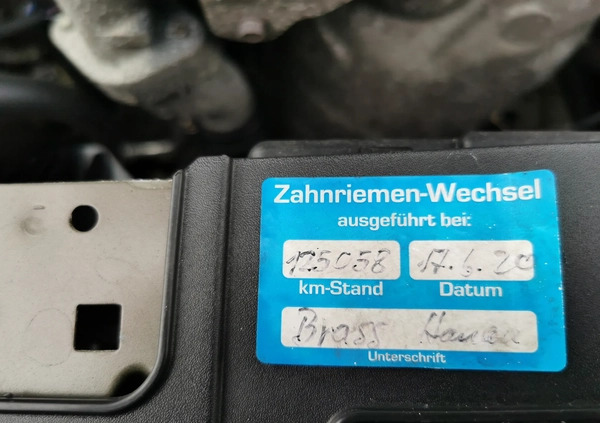 Zahnriemen-Wechsel
ausgeführt bei:
125058 17.6.20
km-Stand Datum
Brass Hanau
Unterschrift